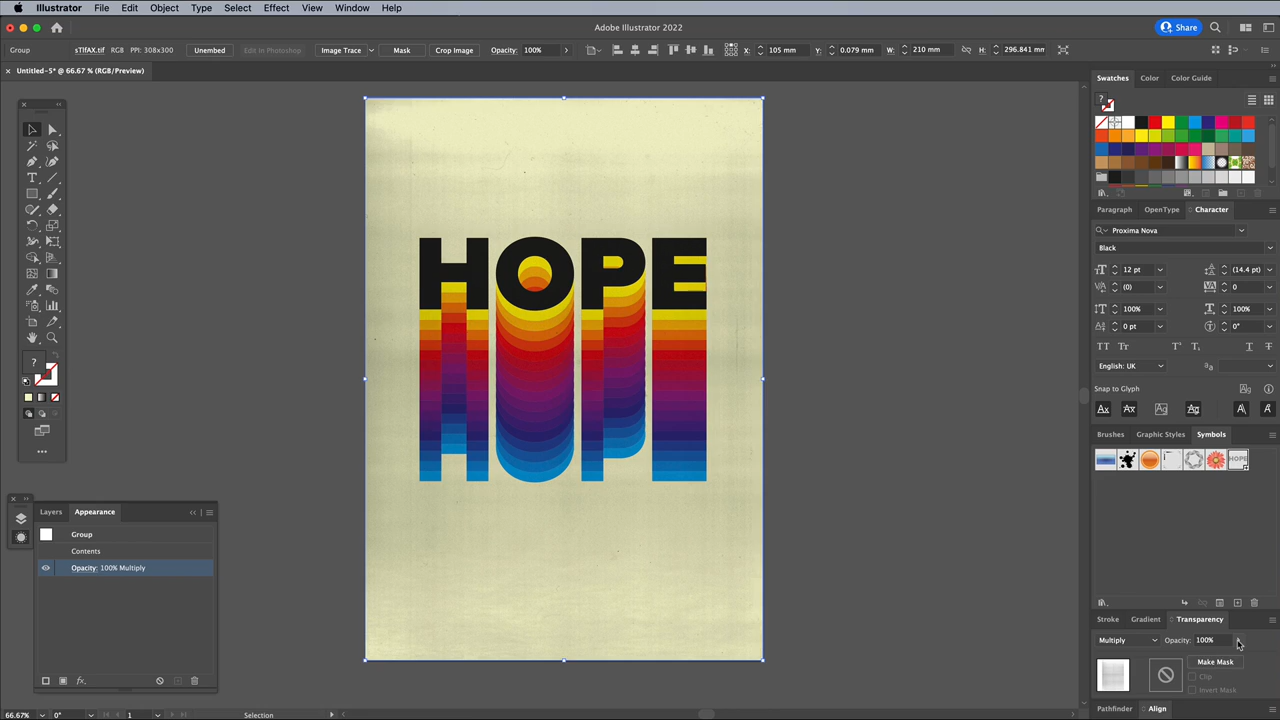 Illustrator File Edit Object Type Select Effect View Window Help
Adobe Illustrator 2022
Share
Group sTIfAX.tif RGB PPI: 308x300 Unembed Edit In Photoshop Image Trace Mask Crop Image Opacity: 100% X: 105 mm Y: 0.079 mm W: 210 mm H: 296.841 mm
Untitled-5* @ 66.67 % (RGB/Preview)
Swatches Color Color Guide
?
HOPE
Paragraph OpenType Character
Proxima Nova
Black
12 pt (14.4 pt)
(0) 0
100% 100%
0 pt 0°
English: UK
Snap to Glyph
Brushes Graphic Styles Symbols
HOPE
?
Layers Appearance
Group
Contents
Opacity: 100% Multiply
fx.
Stroke Gradient Transparency
Multiply Opacity: 100%
Make Mask
Clip
Invert Mask
Pathfinder Align
66.67% 0° 1 Selection